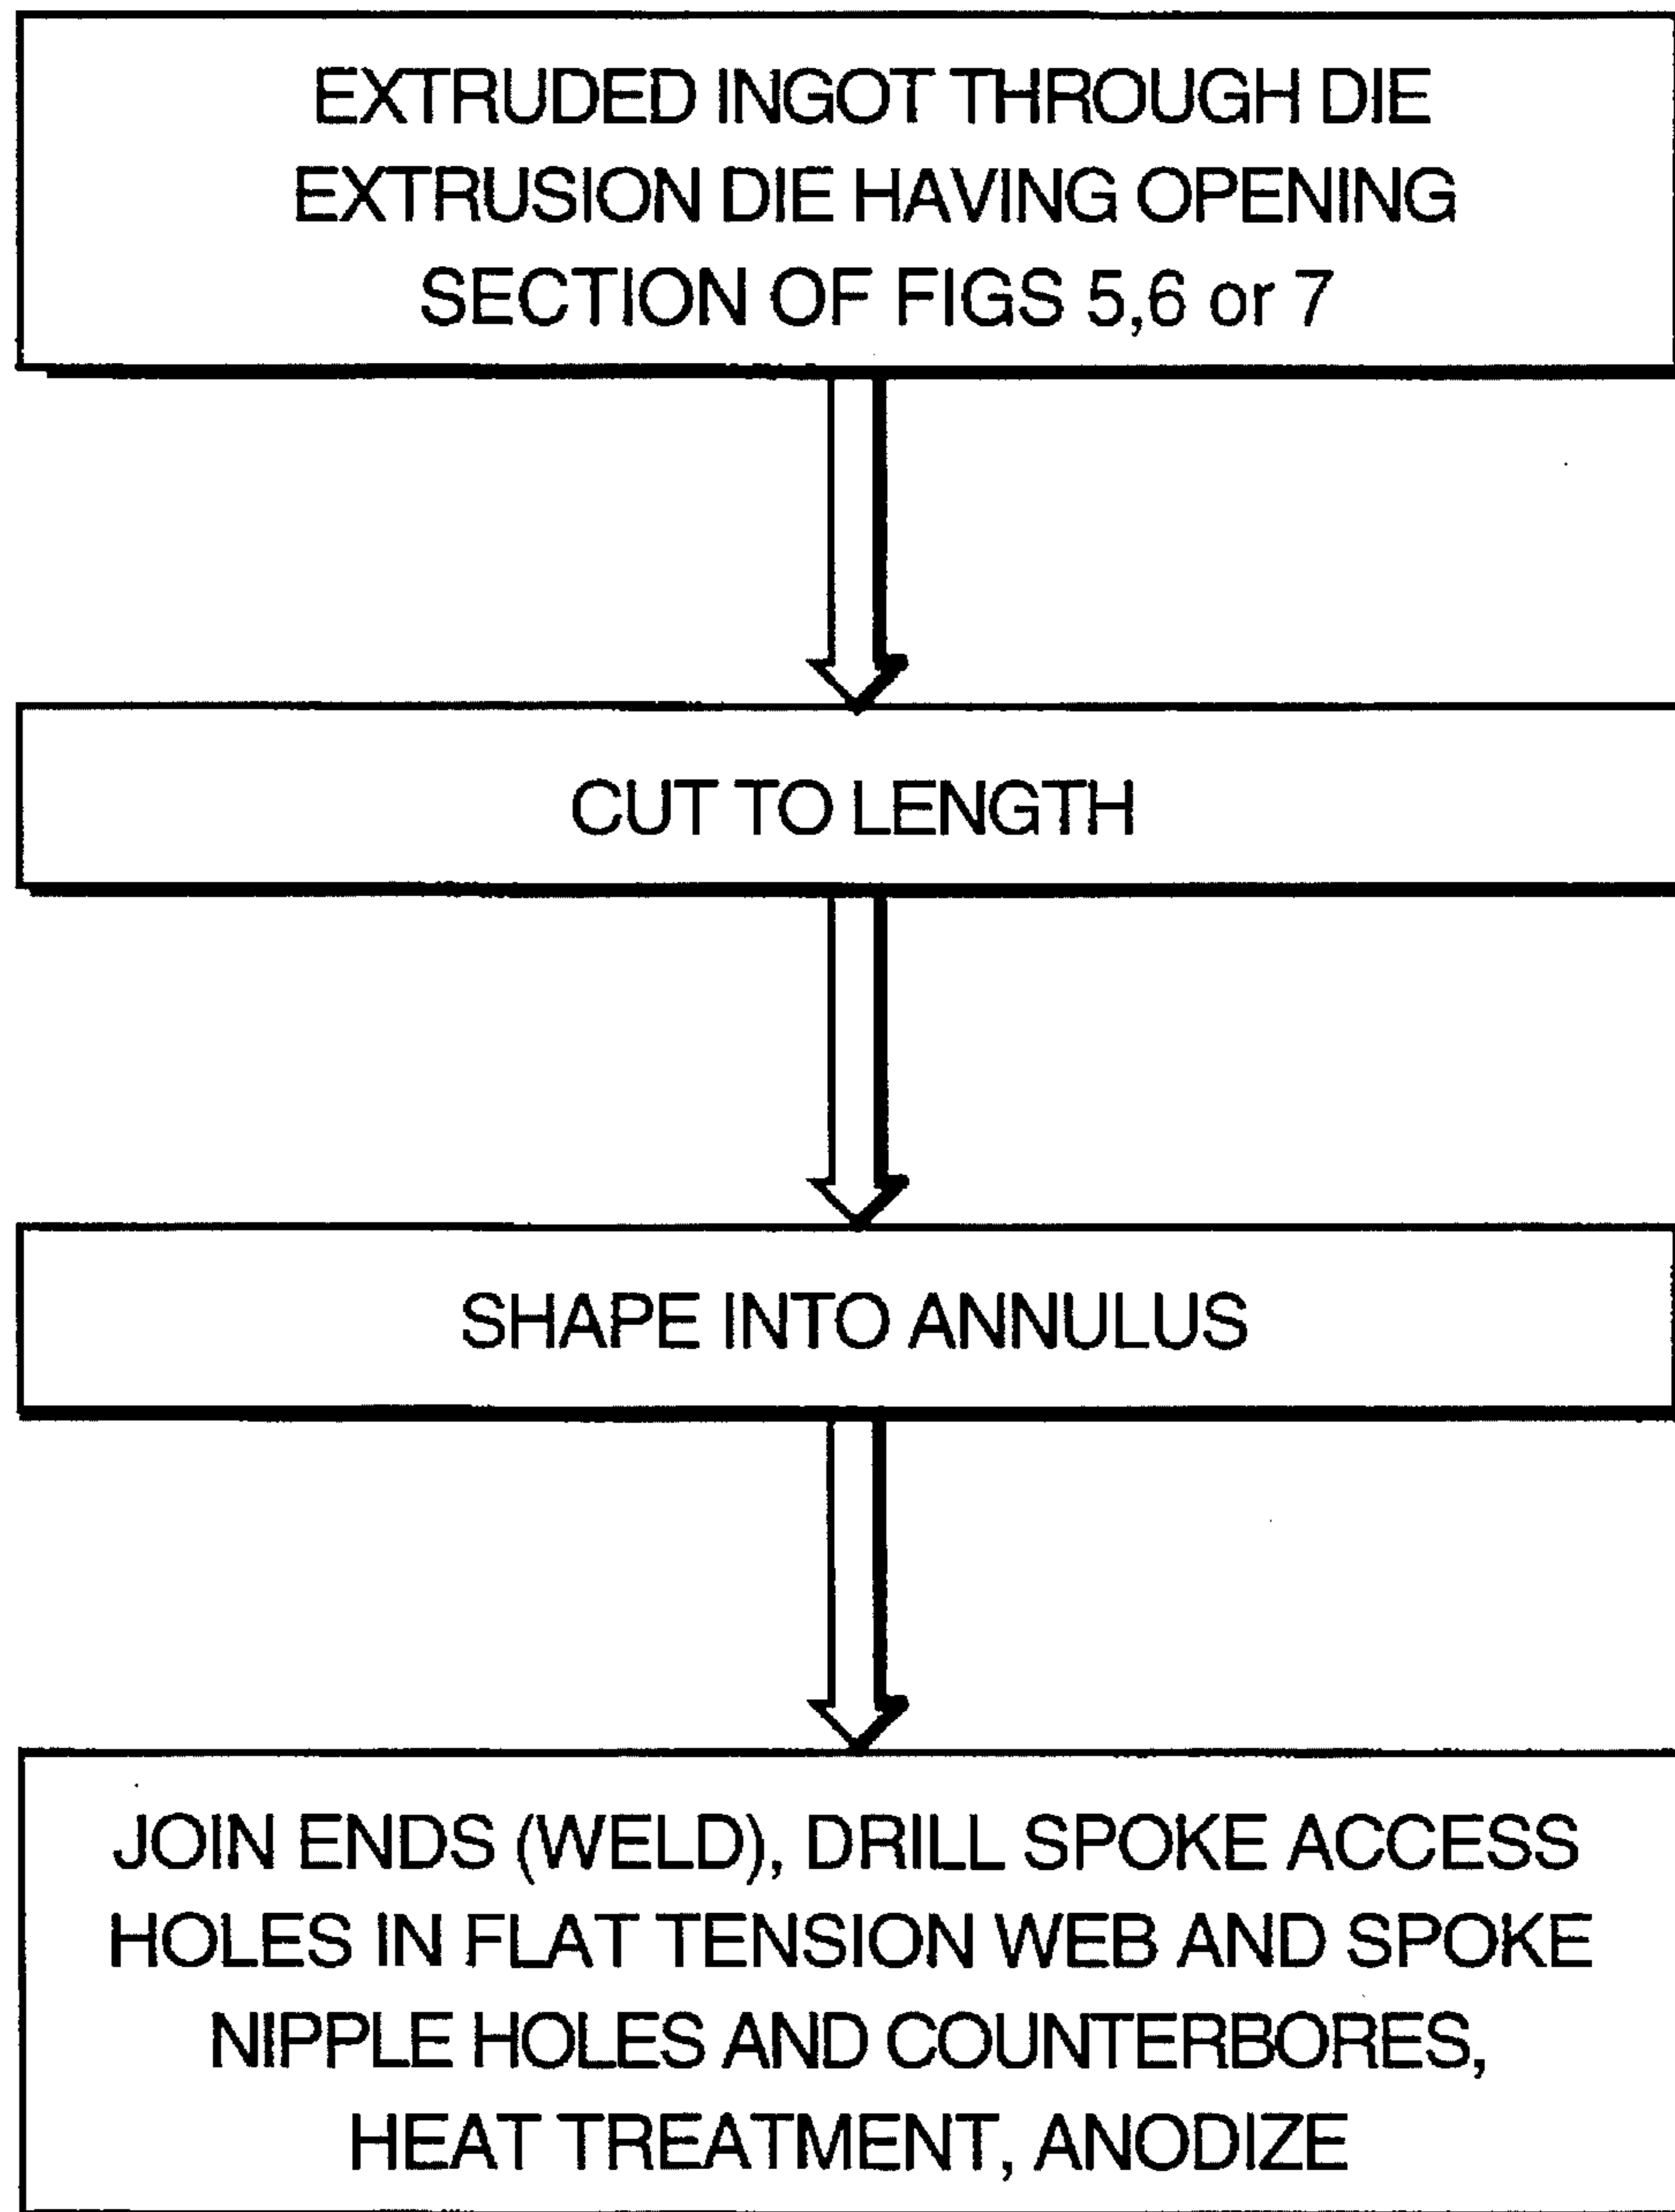 EXTRUDED INGOT THROUGH DIE
EXTRUSION DIE HAVING OPENING
SECTION OF FIGS 5,6 or 7
CUT TO LENGTH
SHAPE INTO ANNULUS
JOIN ENDS (WELD), DRILL SPOKE ACCESS
HOLES IN FLAT TENSION WEB AND SPOKE
NIPPLE HOLES AND COUNTERBORES,
HEAT TREATMENT, ANODIZE